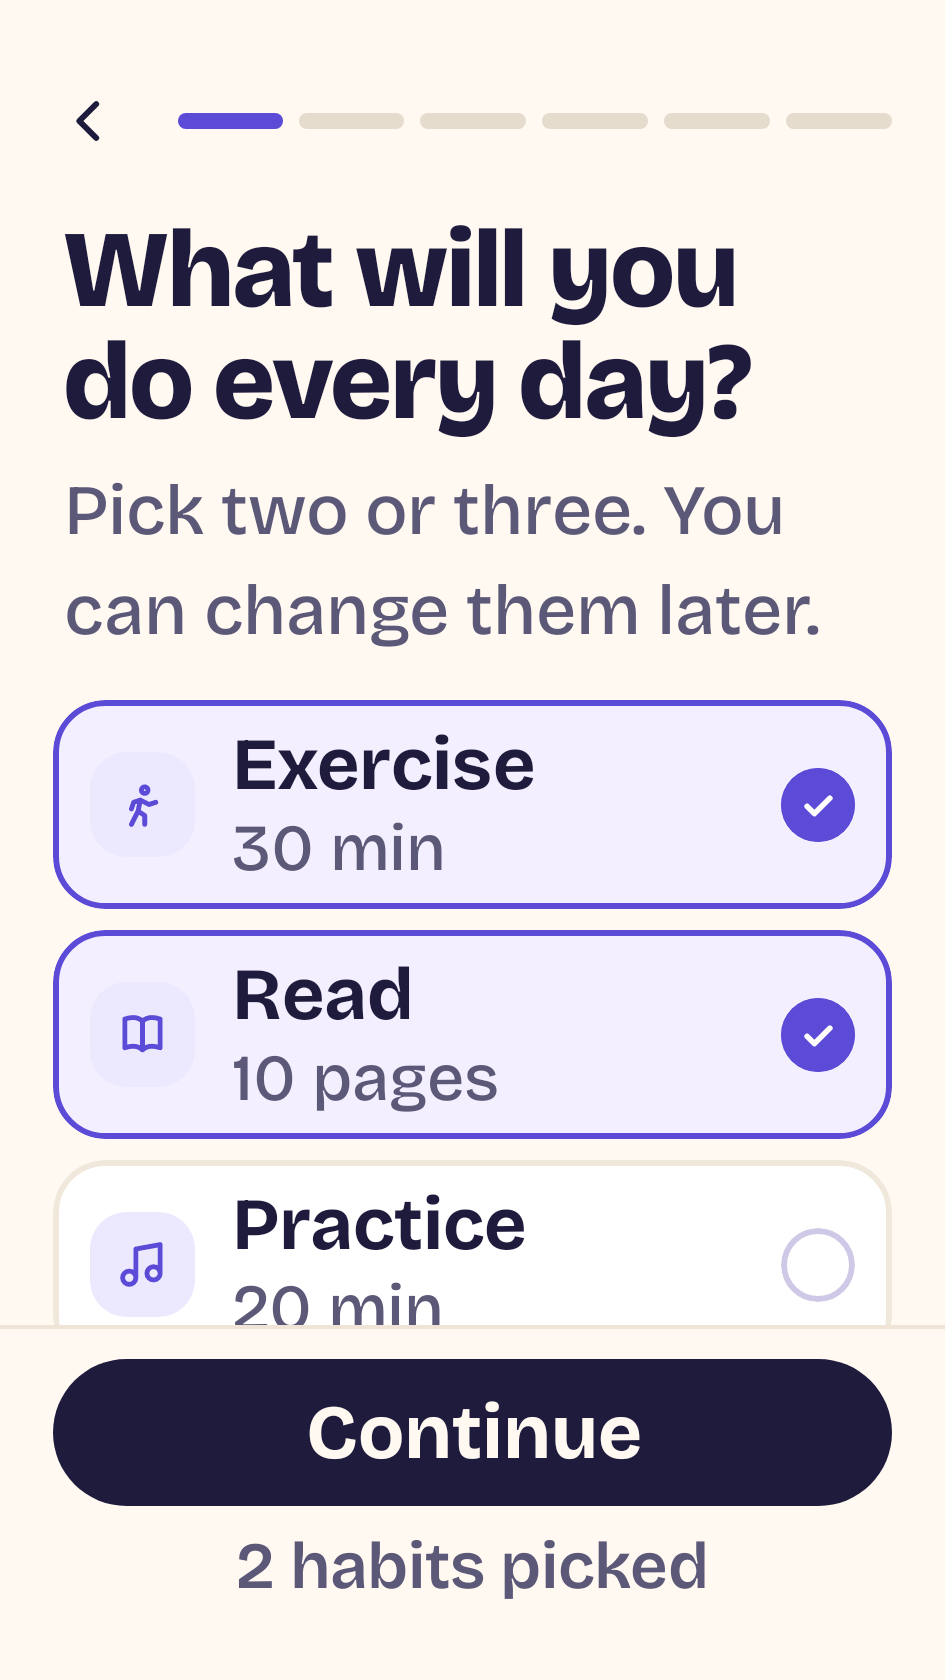 What will you
do every day?
Pick two or three. You
can change them later.
Exercise
30 min
Read
10 pages
Practice
20 min
Continue
2 habits picked